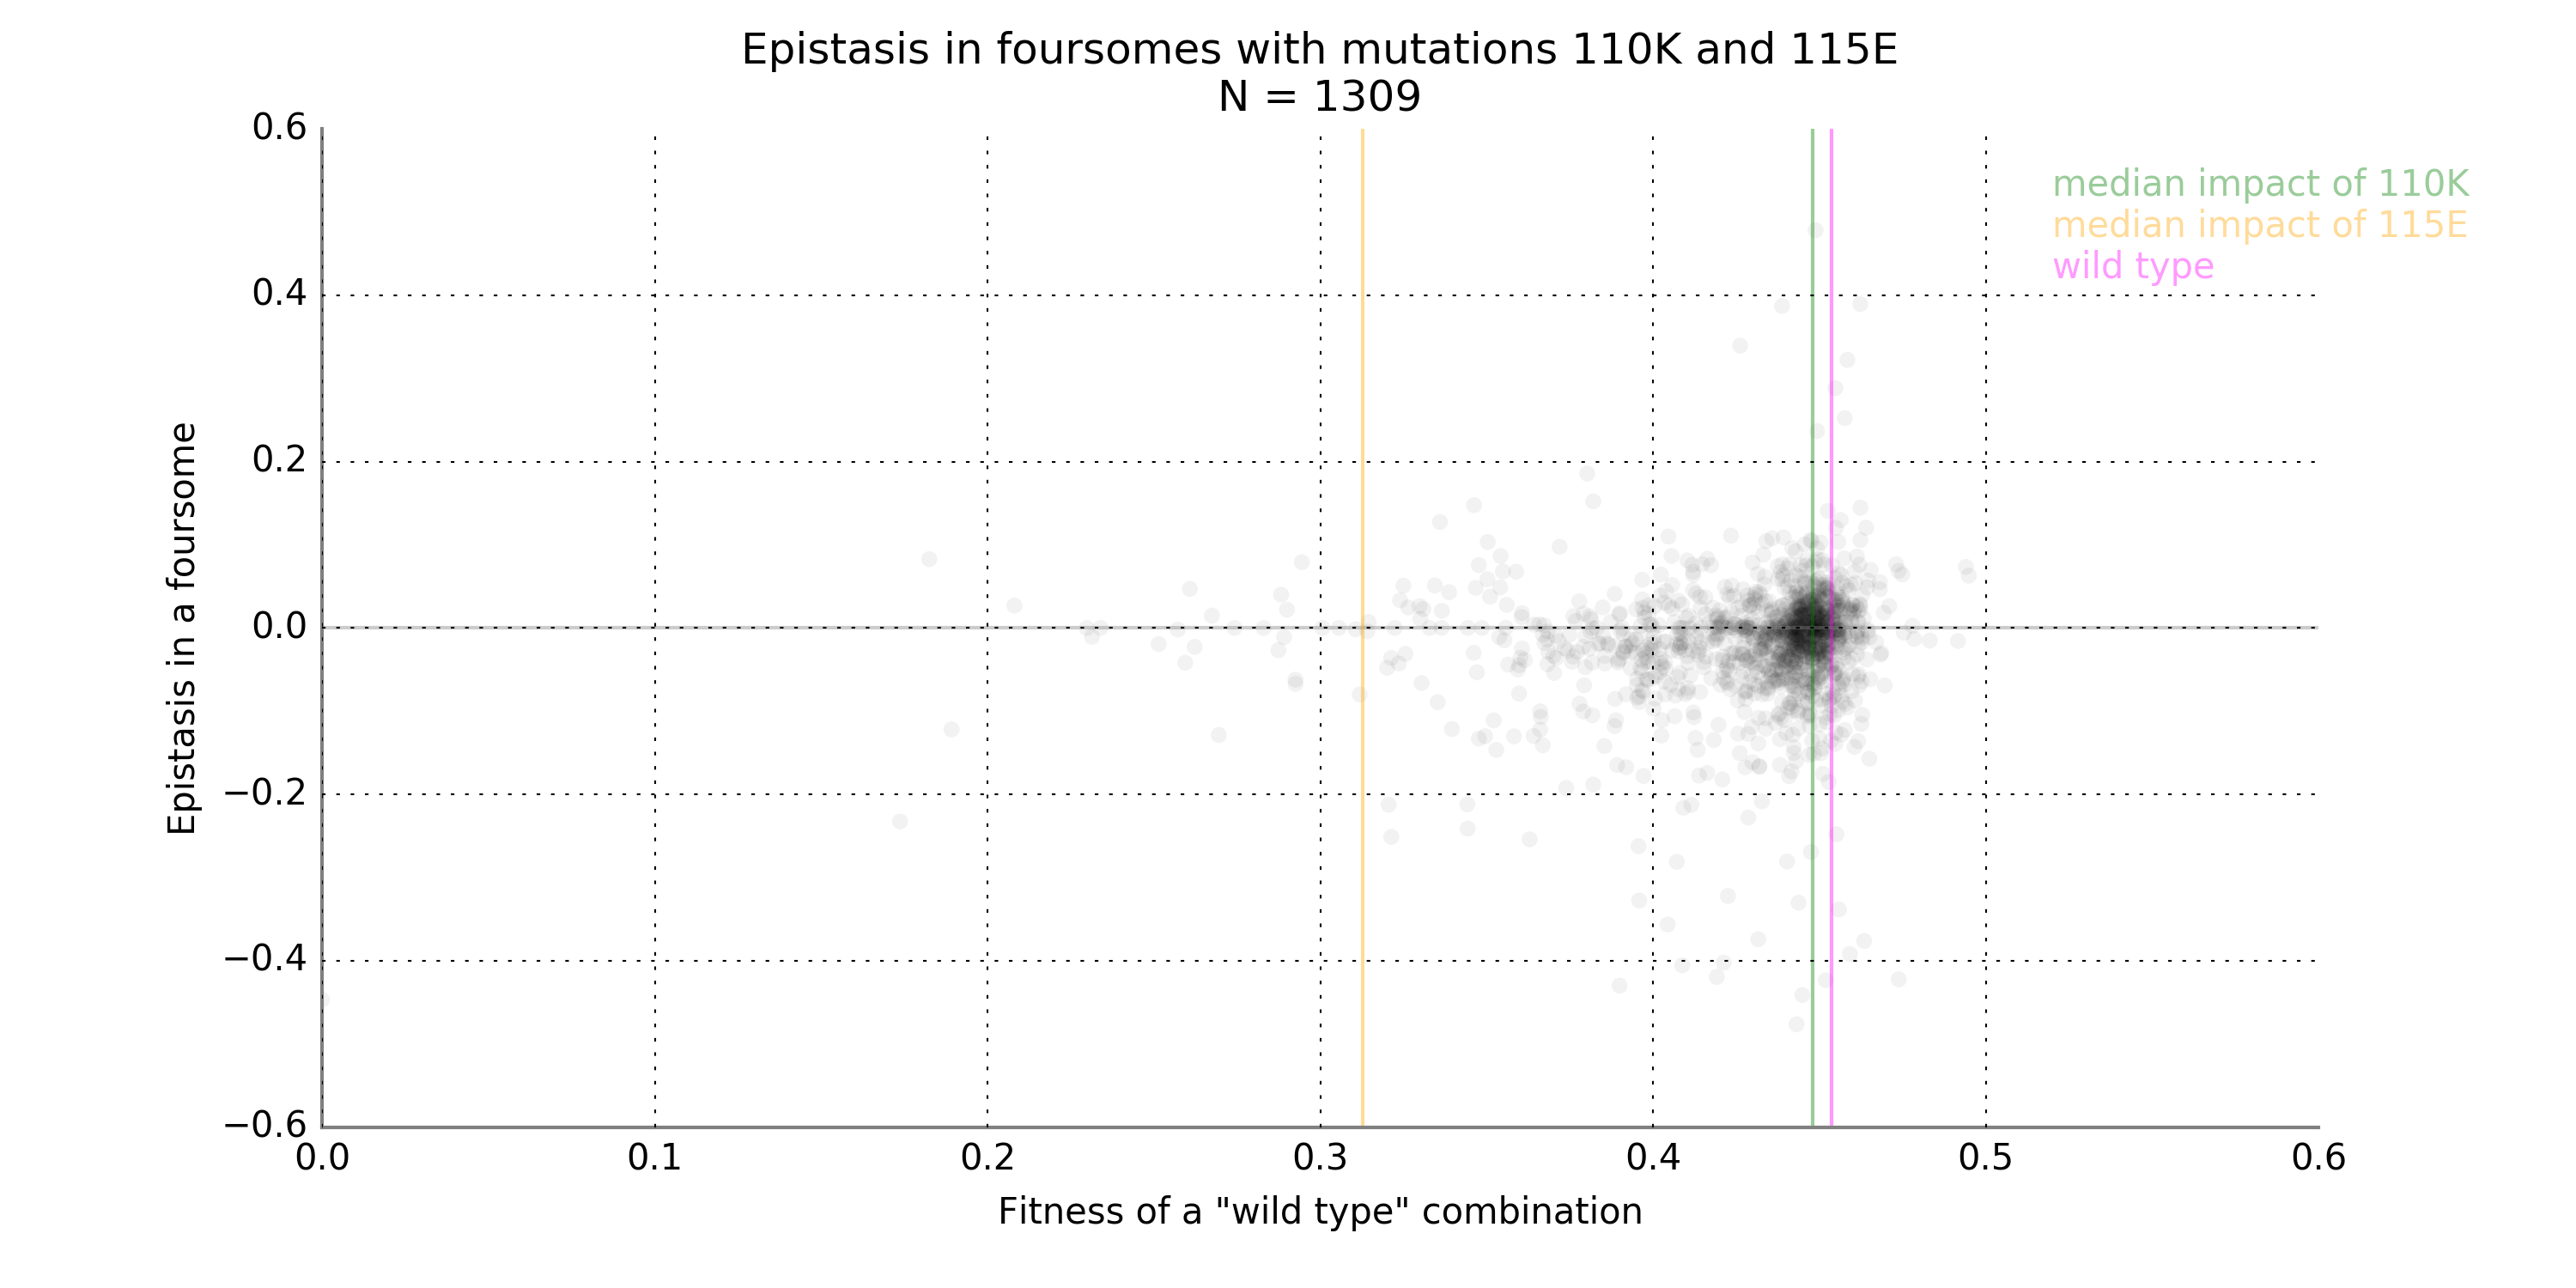 Epistasis in foursomes with mutations 110K and 115E
N = 1309
0.6
0.4
0.2
0.0
−0.2
−0.4
−0.6
Epistasis in a foursome
median impact of 110K
median impact of 115E
wild type
0.0 0.1 0.2 0.3 0.4 0.5 0.6
Fitness of a "wild type" combination